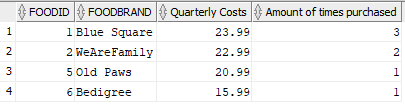 FOODID FOODBRAND Quarterly Costs Amount of times purchased
1 1 Blue Square 23.99 3
2 2 WeAreFamily 22.99 2
3 5 Old Paws 20.99 1
4 6 Bedigree 15.99 1